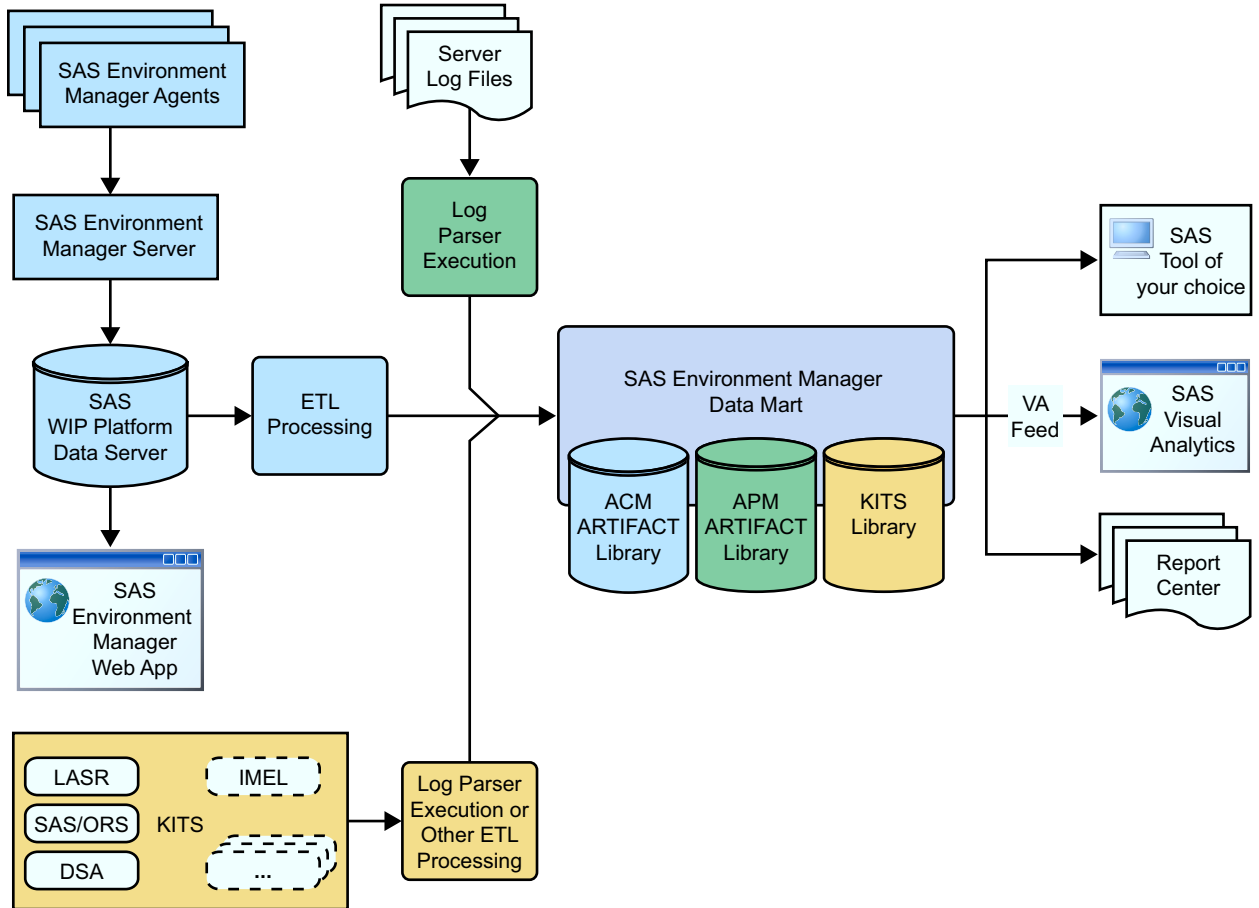 SAS Environment
Manager Agents
Server
Log Files
SAS Environment
Manager Server
Log
Parser
Execution
SAS
Tool of
your choice
SAS
WIP Platform
Data Server
ETL
Processing
SAS Environment Manager
Data Mart
VA
Feed
SAS
Visual
Analytics
ACM
ARTIFACT
Library
APM
ARTIFACT
Library
KITS
Library
Report
Center
SAS
Environment
Manager
Web App
LASR
IMEL
SAS/ORS
KITS
DSA
...
Log Parser
Execution or
Other ETL
Processing